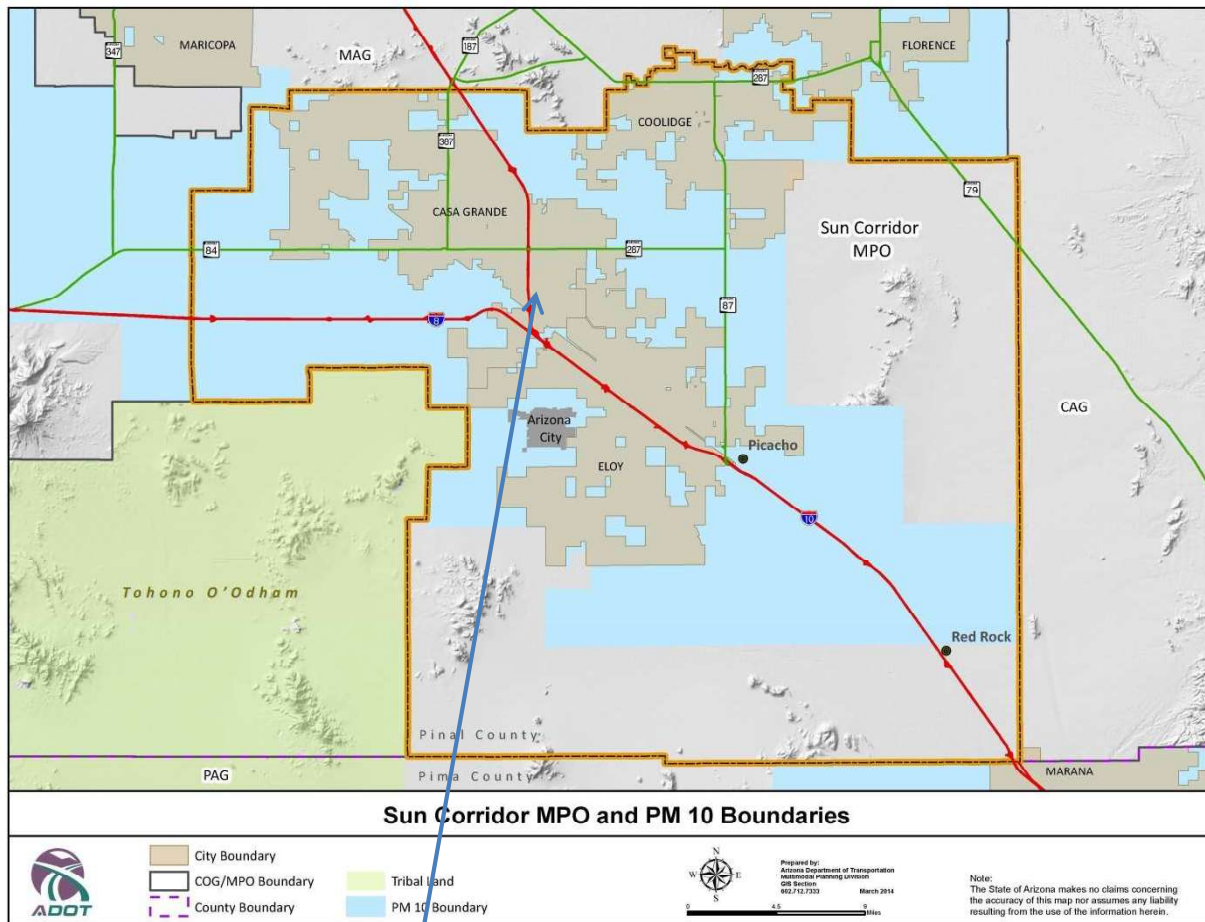 347
MARICOPA
MAG
187
FLORENCE
287
COOLIDGE
387
CASA GRANDE
79
Sun Corridor
MPO
84
287
87
8
CAG
Arizona
City
Picacho
ELOY
10
Tohono O'Odham
Red Rock
Pinal County
PAG
Pima County
MARANA
Sun Corridor MPO and PM 10 Boundaries
ADOT
City Boundary
COG/MPO Boundary
County Boundary
Tribal Land
PM 10 Boundary
N
W
E
S
Prepared by:
Arizona Department of Transportation
Multimodal Planning Division
GIS Section
602.712.7333
March 2014
0
4.5
9
Miles
Note:
The State of Arizona makes no claims concerning
the accuracy of this map nor assumes any liability
resulting from the use of the information herein.